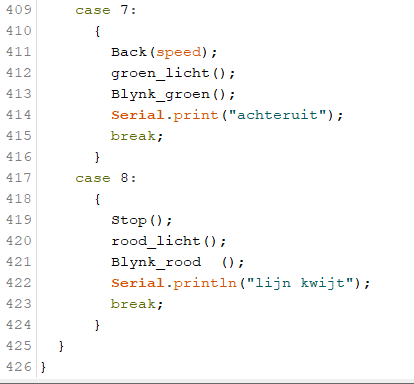 409 case 7:
410 {
411 Back(speed);
412 groen_licht();
413 Blynk_groen();
414 Serial.print("achteruit");
415 break;
416 }
417 case 8:
418 {
419 Stop();
420 rood_licht();
421 Blynk_rood  ();
422 Serial.println("lijn kwijt");
423 break;
424 }
425 }
426 }